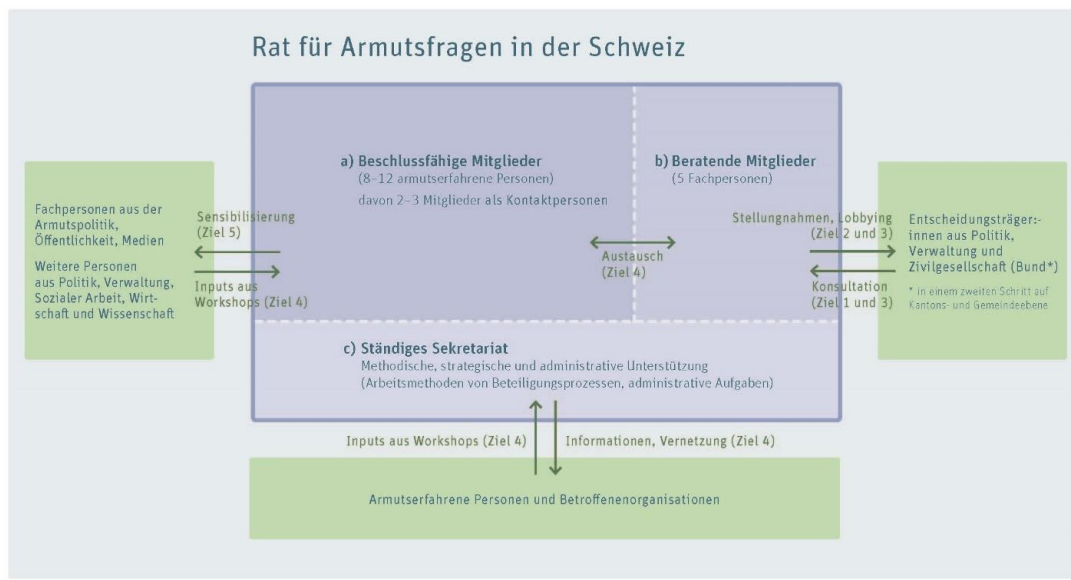 Rat für Armutsfragen in der Schweiz
a) Beschlussfähige Mitglieder
(8–12 armutserfahrene Personen)
davon 2–3 Mitglieder als Kontaktpersonen
b) Beratende Mitglieder
(5 Fachpersonen)
Fachpersonen aus der
Armutspolitik,
Öffentlichkeit, Medien
Weitere Personen
aus Politik, Verwaltung,
Sozialer Arbeit, Wirt-
schaft und Wissenschaft
Sensibilisierung
(Ziel 5)
Inputs aus
Workshops (Ziel 4)
Austausch
(Ziel 4)
Stellungnahmen, Lobbying
(Ziel 2 und 3)
Konsultation
(Ziel 1 und 3)
Entscheidungsträger:-
innen aus Politik,
Verwaltung und
Zivilgesellschaft (Bund*)
* in einem zweiten Schritt auf
Kantons- und Gemeindeebene
c) Ständiges Sekretariat
Methodische, strategische und administrative Unterstützung
(Arbeitsmethoden von Beteiligungsprozessen, administrative Aufgaben)
Inputs aus Workshops (Ziel 4)
Informationen, Vernetzung (Ziel 4)
Armutserfahrene Personen und Betroffenenorganisationen